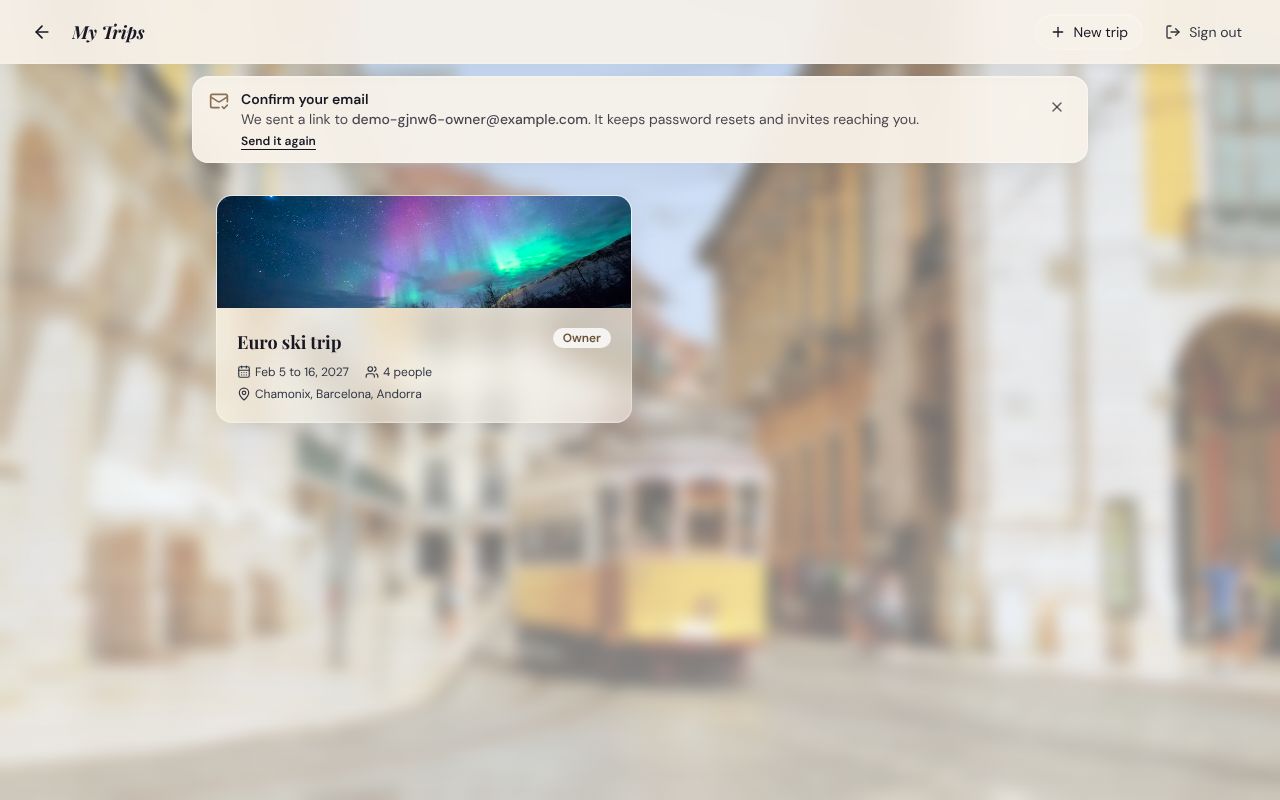 My Trips
New trip
Sign out
Confirm your email
We sent a link to demo-gjnw6-owner@example.com. It keeps password resets and invites reaching you.
Send it again
Euro ski trip
Owner
Feb 5 to 16, 2027
4 people
Chamonix, Barcelona, Andorra